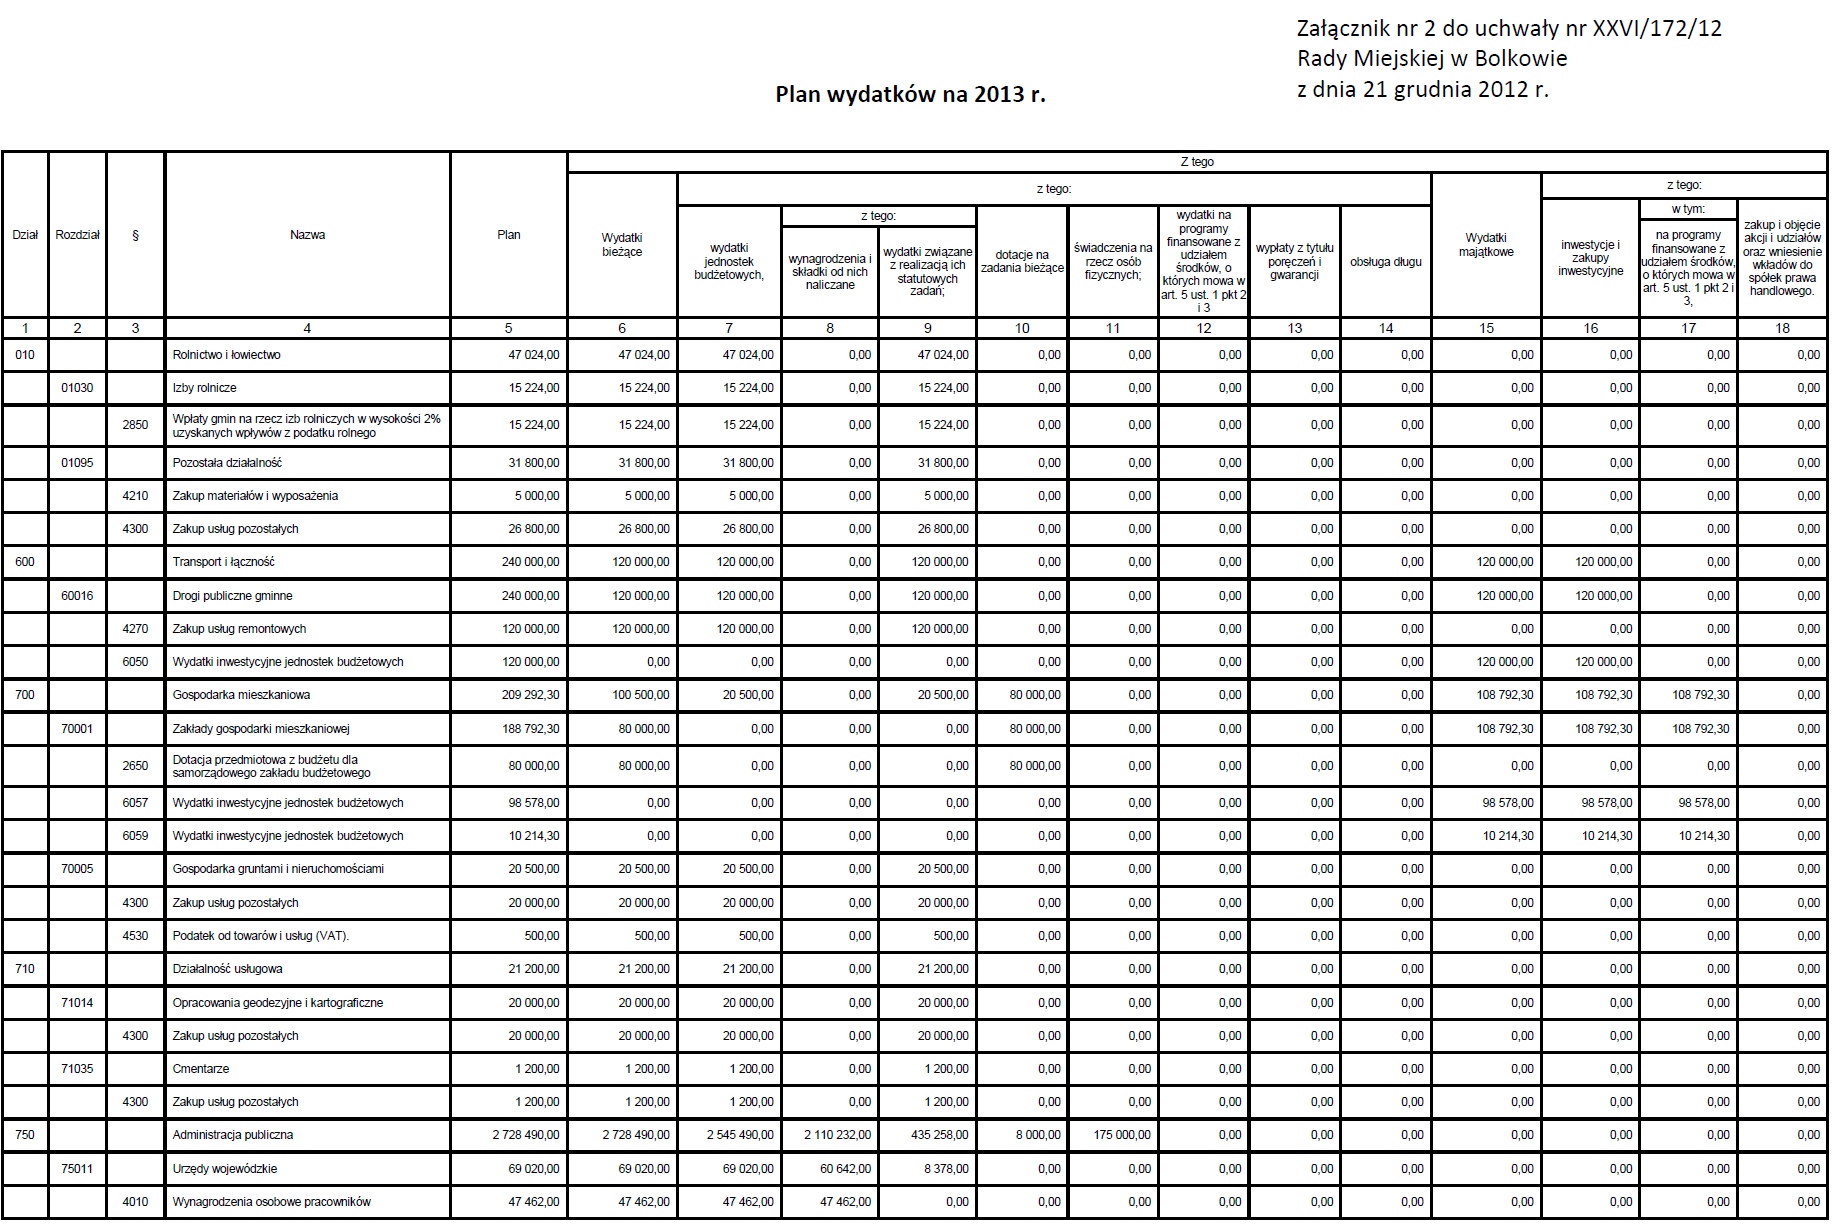 Załącznik nr 2 do uchwały nr XXVI/172/12
Rady Miejskiej w Bolkowie
z dnia 21 grudnia 2012 r.
Plan wydatków na 2013 r.
Dział Rozdział § Nazwa Plan Z tego
Wydatki bieżące z tego: Wydatki majątkowe z tego:
wydatki jednostek budżetowych, z tego: dotacje na zadania bieżące świadczenia na rzecz osób fizycznych; wydatki na programy finansowane z udziałem środków, o których mowa w art. 5 ust. 1 pkt 2 i 3 wypłaty z tytułu poręczeń i gwarancji obsługa długu inwestycje i zakupy inwestycyjne w tym: zakup i objęcie akcji i udziałów oraz wniesienie wkładów do spółek prawa handlowego.
wynagrodzenia i składki od nich naliczane wydatki związane z realizacją ich statutowych zadań; na programy finansowane z udziałem środków, o których mowa w art. 5 ust. 1 pkt 2 i 3,
1 2 3 4 5 6 7 8 9 10 11 12 13 14 15 16 17 18
010 Rolnictwo i łowiectwo 47 024,00 47 024,00 47 024,00 0,00 47 024,00 0,00 0,00 0,00 0,00 0,00 0,00 0,00 0,00 0,00
01030 Izby rolnicze 15 224,00 15 224,00 15 224,00 0,00 15 224,00 0,00 0,00 0,00 0,00 0,00 0,00 0,00 0,00 0,00
2850 Wpłaty gmin na rzecz izb rolniczych w wysokości 2% uzyskanych wpływów z podatku rolnego 15 224,00 15 224,00 15 224,00 0,00 15 224,00 0,00 0,00 0,00 0,00 0,00 0,00 0,00 0,00 0,00
01095 Pozostała działalność 31 800,00 31 800,00 31 800,00 0,00 31 800,00 0,00 0,00 0,00 0,00 0,00 0,00 0,00 0,00 0,00
4210 Zakup materiałów i wyposażenia 5 000,00 5 000,00 5 000,00 0,00 5 000,00 0,00 0,00 0,00 0,00 0,00 0,00 0,00 0,00 0,00
4300 Zakup usług pozostałych 26 800,00 26 800,00 26 800,00 0,00 26 800,00 0,00 0,00 0,00 0,00 0,00 0,00 0,00 0,00 0,00
600 Transport i łączność 240 000,00 120 000,00 120 000,00 0,00 120 000,00 0,00 0,00 0,00 0,00 0,00 120 000,00 120 000,00 0,00 0,00
60016 Drogi publiczne gminne 240 000,00 120 000,00 120 000,00 0,00 120 000,00 0,00 0,00 0,00 0,00 0,00 120 000,00 120 000,00 0,00 0,00
4270 Zakup usług remontowych 120 000,00 120 000,00 120 000,00 0,00 120 000,00 0,00 0,00 0,00 0,00 0,00 0,00 0,00 0,00 0,00
6050 Wydatki inwestycyjne jednostek budżetowych 120 000,00 0,00 0,00 0,00 0,00 0,00 0,00 0,00 0,00 0,00 120 000,00 120 000,00 0,00 0,00
700 Gospodarka mieszkaniowa 209 292,30 100 500,00 20 500,00 0,00 20 500,00 80 000,00 0,00 0,00 0,00 0,00 108 792,30 108 792,30 108 792,30 0,00
70001 Zakłady gospodarki mieszkaniowej 188 792,30 80 000,00 0,00 0,00 0,00 80 000,00 0,00 0,00 0,00 0,00 108 792,30 108 792,30 108 792,30 0,00
2650 Dotacja przedmiotowa z budżetu dla samorządowego zakładu budżetowego 80 000,00 80 000,00 0,00 0,00 0,00 80 000,00 0,00 0,00 0,00 0,00 0,00 0,00 0,00 0,00
6057 Wydatki inwestycyjne jednostek budżetowych 98 578,00 0,00 0,00 0,00 0,00 0,00 0,00 0,00 0,00 0,00 98 578,00 98 578,00 98 578,00 0,00
6059 Wydatki inwestycyjne jednostek budżetowych 10 214,30 0,00 0,00 0,00 0,00 0,00 0,00 0,00 0,00 0,00 10 214,30 10 214,30 10 214,30 0,00
70005 Gospodarka gruntami i nieruchomościami 20 500,00 20 500,00 20 500,00 0,00 20 500,00 0,00 0,00 0,00 0,00 0,00 0,00 0,00 0,00 0,00
4300 Zakup usług pozostałych 20 000,00 20 000,00 20 000,00 0,00 20 000,00 0,00 0,00 0,00 0,00 0,00 0,00 0,00 0,00 0,00
4530 Podatek od towarów i usług (VAT). 500,00 500,00 500,00 0,00 500,00 0,00 0,00 0,00 0,00 0,00 0,00 0,00 0,00 0,00
710 Działalność usługowa 21 200,00 21 200,00 21 200,00 0,00 21 200,00 0,00 0,00 0,00 0,00 0,00 0,00 0,00 0,00 0,00
71014 Opracowania geodezyjne i kartograficzne 20 000,00 20 000,00 20 000,00 0,00 20 000,00 0,00 0,00 0,00 0,00 0,00 0,00 0,00 0,00 0,00
4300 Zakup usług pozostałych 20 000,00 20 000,00 20 000,00 0,00 20 000,00 0,00 0,00 0,00 0,00 0,00 0,00 0,00 0,00 0,00
71035 Cmentarze 1 200,00 1 200,00 1 200,00 0,00 1 200,00 0,00 0,00 0,00 0,00 0,00 0,00 0,00 0,00 0,00
4300 Zakup usług pozostałych 1 200,00 1 200,00 1 200,00 0,00 1 200,00 0,00 0,00 0,00 0,00 0,00 0,00 0,00 0,00 0,00
750 Administracja publiczna 2 728 490,00 2 728 490,00 2 545 490,00 2 110 232,00 435 258,00 8 000,00 175 000,00 0,00 0,00 0,00 0,00 0,00 0,00 0,00
75011 Urzędy wojewódzkie 69 020,00 69 020,00 69 020,00 60 642,00 8 378,00 0,00 0,00 0,00 0,00 0,00 0,00 0,00 0,00 0,00
4010 Wynagrodzenia osobowe pracowników 47 462,00 47 462,00 47 462,00 47 462,00 0,00 0,00 0,00 0,00 0,00 0,00 0,00 0,00 0,00 0,00